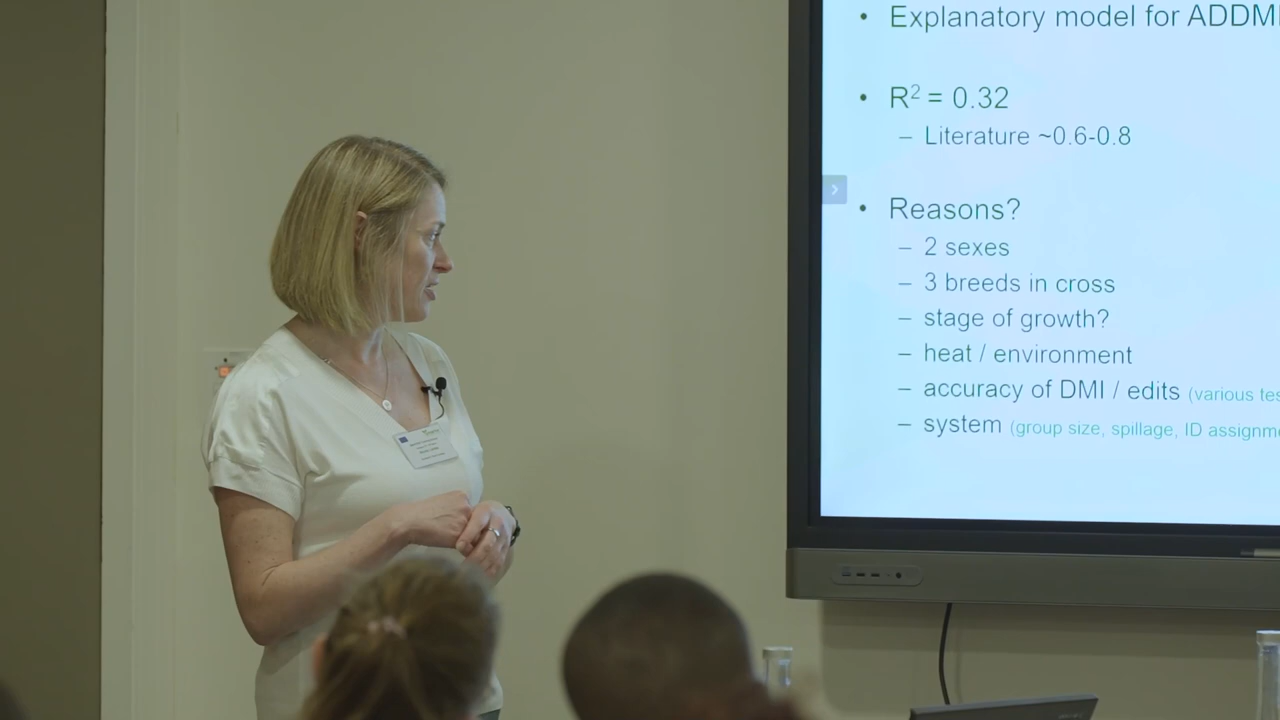 • Explanatory model for ADDMI
• R² = 0.32
– Literature ~0.6-0.8
• Reasons?
– 2 sexes
– 3 breeds in cross
– stage of growth?
– heat / environment
– accuracy of DMI / edits (various tes
– system (group size, spillage, ID assignme